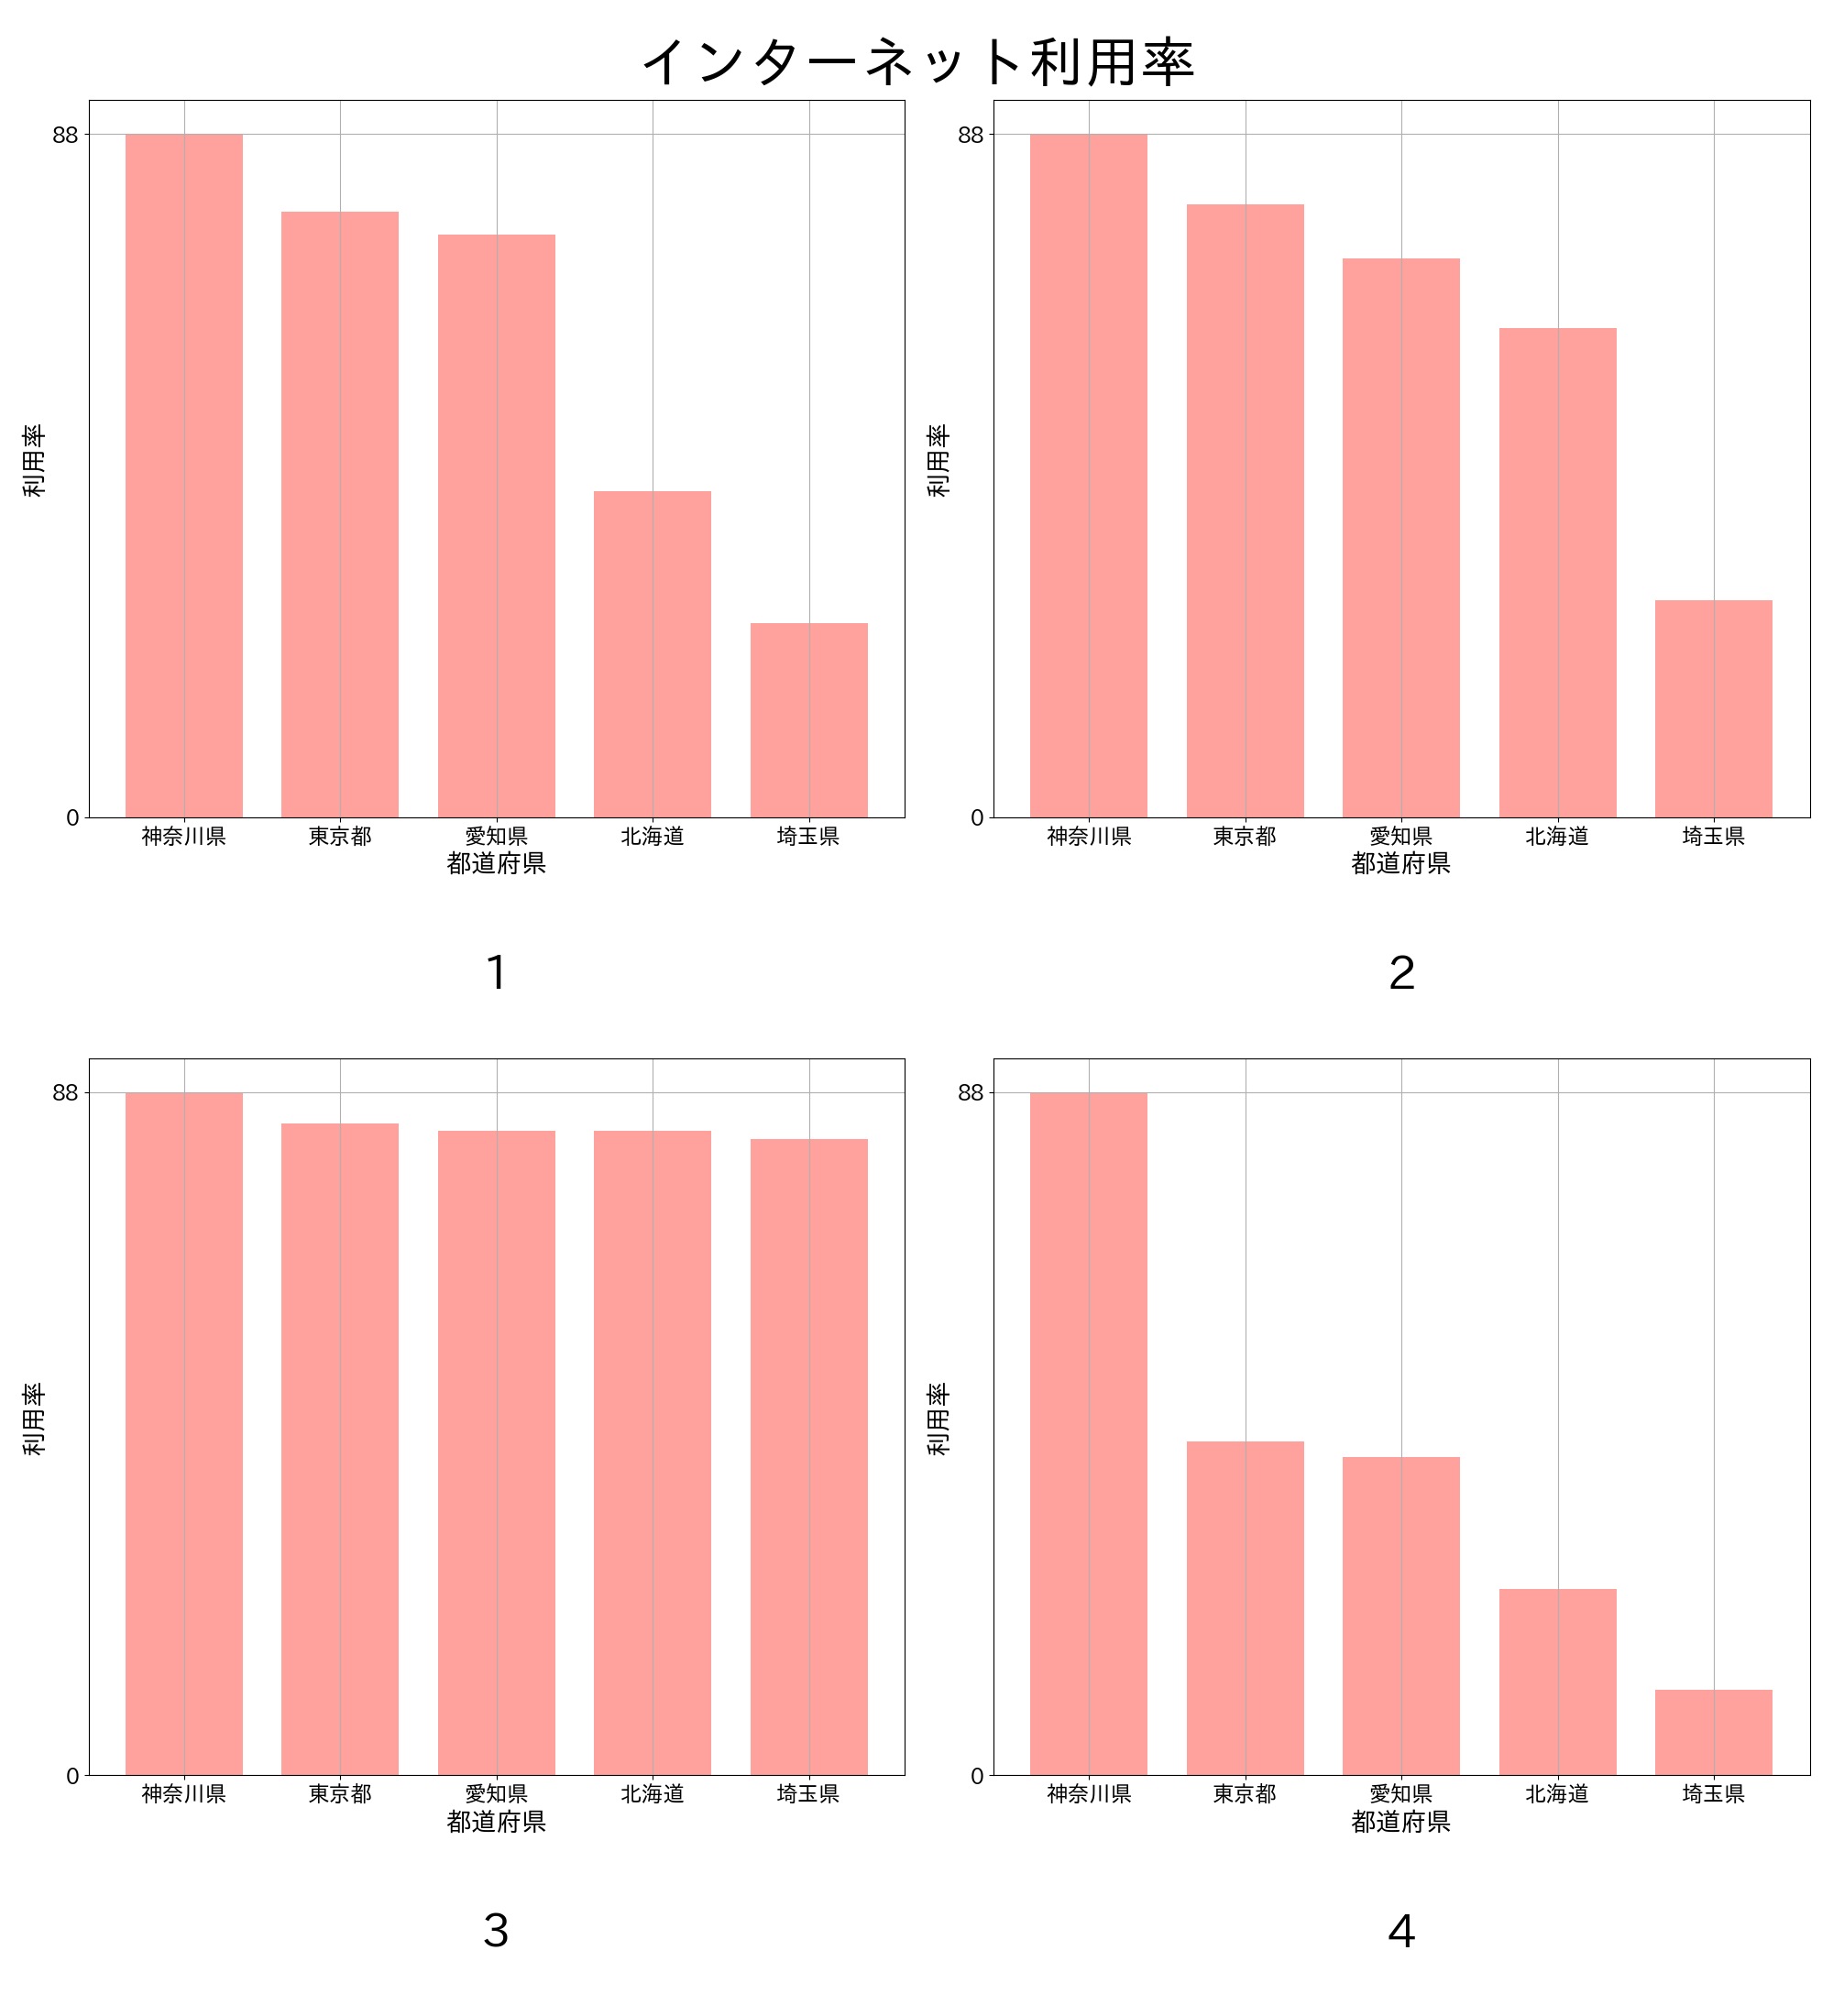 インターネット利用率
88
0
利用率
神奈川県 東京都 愛知県 北海道 埼玉県
都道府県
1
88
0
利用率
神奈川県 東京都 愛知県 北海道 埼玉県
都道府県
2
88
0
利用率
神奈川県 東京都 愛知県 北海道 埼玉県
都道府県
3
88
0
利用率
神奈川県 東京都 愛知県 北海道 埼玉県
都道府県
4